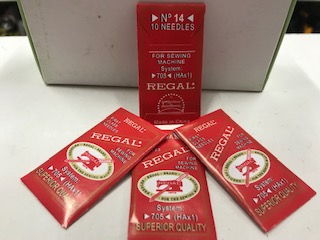 ▶Nº 14◀
10 NEEDLES
FOR SEWING
MACHINE
System:
▶705◀(HAx1)
REGAL®
Made in China
REGAL®
FOR
SEWING
MACHINE
System:
▶705◀(HAx1)
SUPERIOR QUALITY
REGAL®
FOR
SEWING
MACHINE
REGAL
System:
▶705◀(HAx1)
SUPERIOR QUALITY
REGAL®
FOR
SEWING
MACHINE
System:
▶705◀(HAx1)
SUPERIOR QUALITY